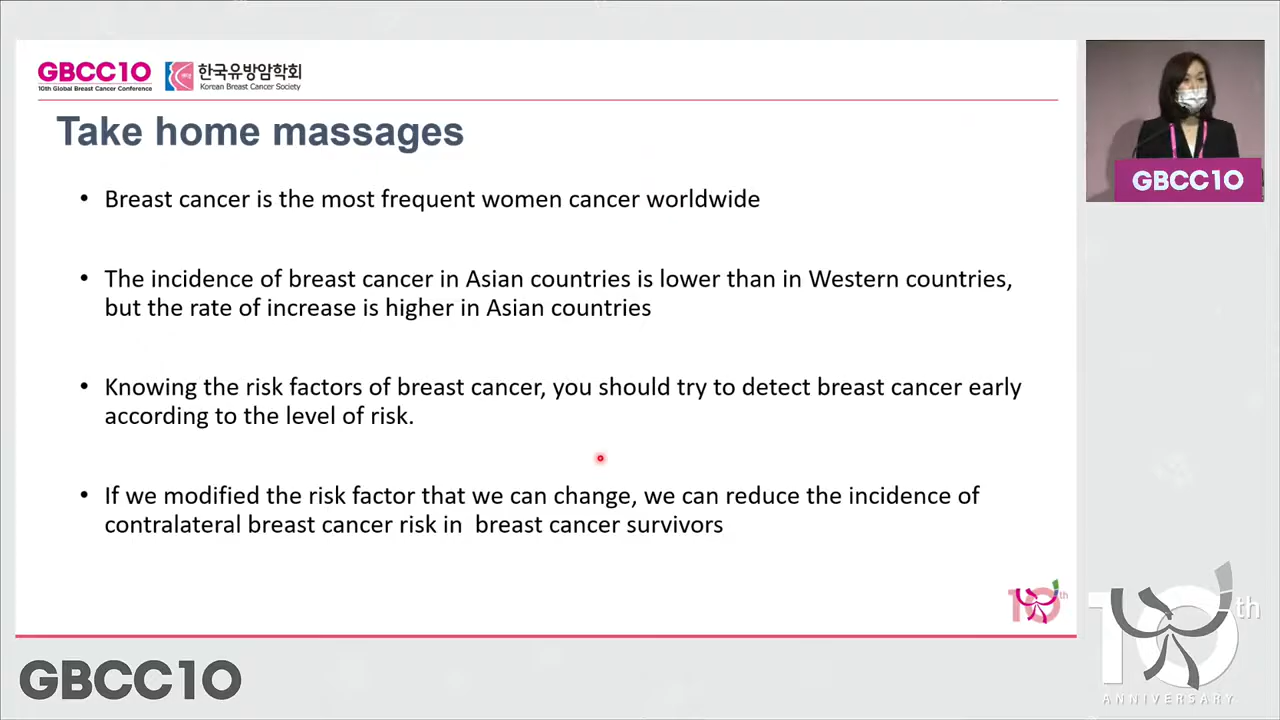 GBCC10
10th Global Breast Cancer Conference
한국유방암학회
Korean Breast Cancer Society
Take home massages
• Breast cancer is the most frequent women cancer worldwide
• The incidence of breast cancer in Asian countries is lower than in Western countries,
but the rate of increase is higher in Asian countries
• Knowing the risk factors of breast cancer, you should try to detect breast cancer early
according to the level of risk.
• If we modified the risk factor that we can change, we can reduce the incidence of
contralateral breast cancer risk in breast cancer survivors
10th
GBCC10
GBCC10
10th
ANNIVERSARY